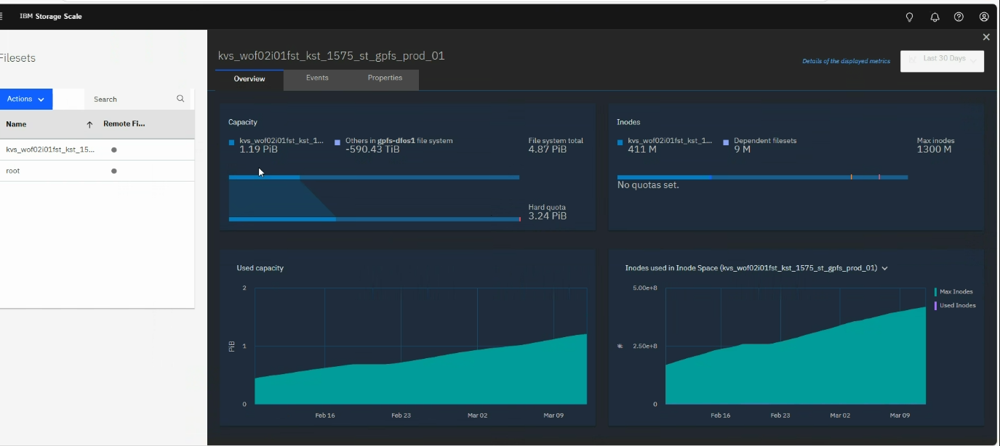 IBM Storage Scale
Filesets
Actions
Search
Name
Remote Fi...
kvs_wof02i01fst_kst_15...
root
kvs_wof02i01fst_kst_1575_st_gpfs_prod_01
Details of the displayed metrics
Last 30 Days
Overview
Events
Properties
Capacity
kvs_wof02i01fst_kst_1...
1.19 PiB
Others in gpfs-dfos1 file system
-590.43 TiB
File system total
4.87 PiB
Hard quota
3.24 PiB
Inodes
kvs_wof02i01fst_kst_1...
411 M
Dependent filesets
9 M
Max inodes
1300 M
No quotas set.
Used capacity
2
1
0
PiB
Feb 16
Feb 23
Mar 02
Mar 09
Inodes used in Inode Space (kvs_wof02i01fst_kst_1575_st_gpfs_prod_01)
5.00e+8
2.50e+8
0
#
Feb 16
Feb 23
Mar 02
Mar 09
Max Inodes
Used Inodes